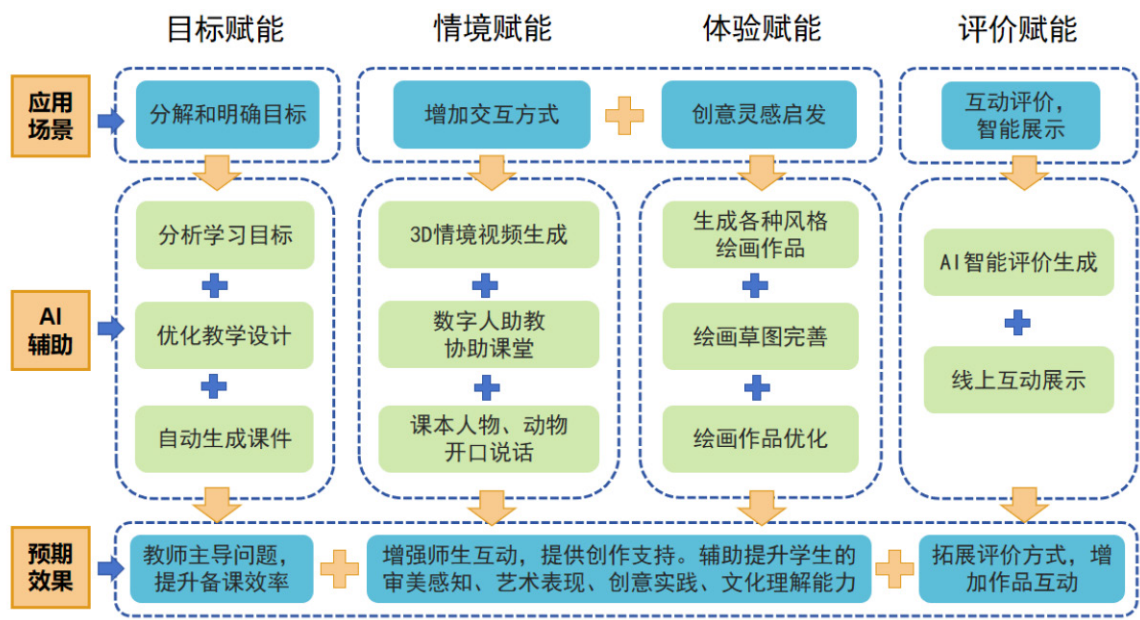 目标赋能
情境赋能
体验赋能
评价赋能
应用
场景
分解和明确目标
增加交互方式
创意灵感启发
互动评价，
智能展示
AI
辅助
分析学习目标
优化教学设计
自动生成课件
3D情境视频生成
数字人助教
协助课堂
课本人物、动物
开口说话
生成各种风格
绘画作品
绘画草图完善
绘画作品优化
AI智能评价生成
线上互动展示
预期
效果
教师主导问题，
提升备课效率
增强师生互动，提供创作支持。辅助提升学生的
审美感知、艺术表现、创意实践、文化理解能力
拓展评价方式，增
加作品互动